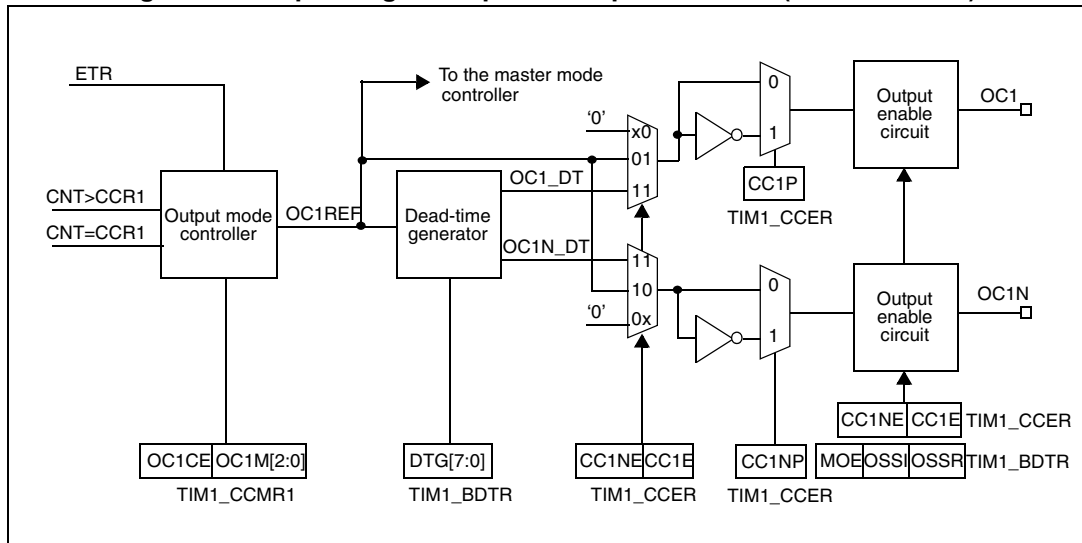 ETR
To the master mode
controller
'0'
x0
01
11
0
1
CC1P
TIM1_CCER
Output
enable
circuit
OC1
CNT>CCR1
CNT=CCR1
Output mode
controller
OC1REF
Dead-time
generator
OC1_DT
OC1N_DT
11
10
0x
'0'
0
1
Output
enable
circuit
OC1N
OC1CE OC1M[2:0]
TIM1_CCMR1
DTG[7:0]
TIM1_BDTR
CC1NE CC1E
TIM1_CCER
CC1NP
TIM1_CCER
CC1NE CC1E TIM1_CCER
MOE OSSI OSSR TIM1_BDTR